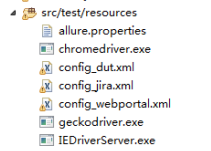 src/test/resources
allure.properties
chromedriver.exe
config_dut.xml
config_jira.xml
config_webportal.xml
geckodriver.exe
IEDriverServer.exe